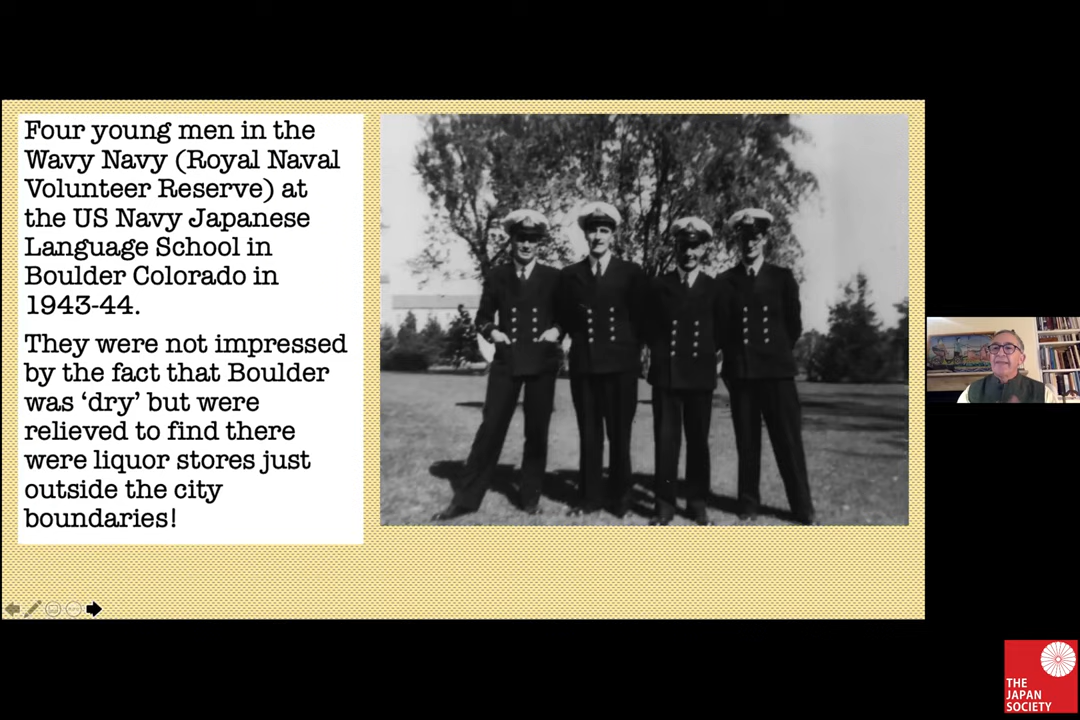 Four young men in the
Wavy Navy (Royal Naval
Volunteer Reserve) at
the US Navy Japanese
Language School in
Boulder Colorado in
1943-44.
They were not impressed
by the fact that Boulder
was ‘dry’ but were
relieved to find there
were liquor stores just
outside the city
boundaries!
THE
JAPAN
SOCIETY